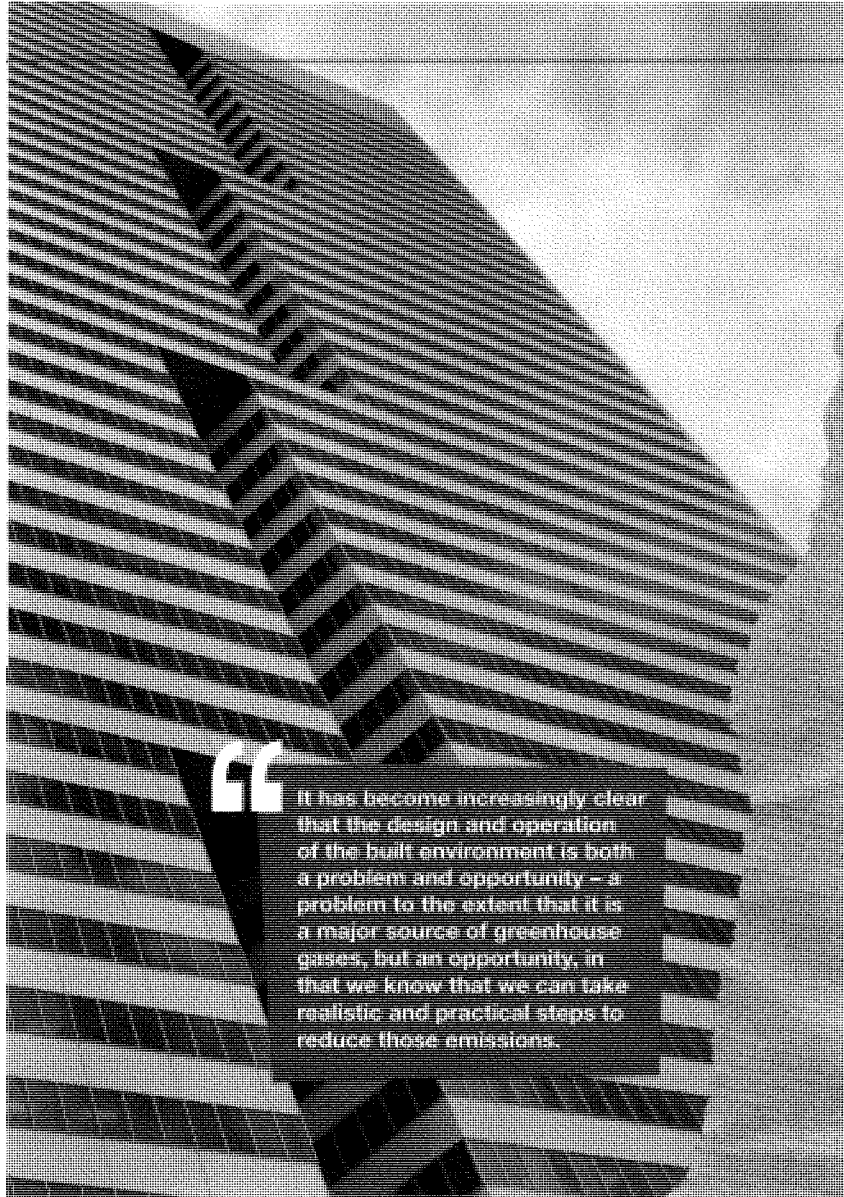 “
It has become increasingly clear
that the design and operation
of the built environment is both
a problem and opportunity – a
problem to the extent that it is
a major source of greenhouse
gases, but an opportunity, in
that we know that we can take
realistic and practical steps to
reduce those emissions.